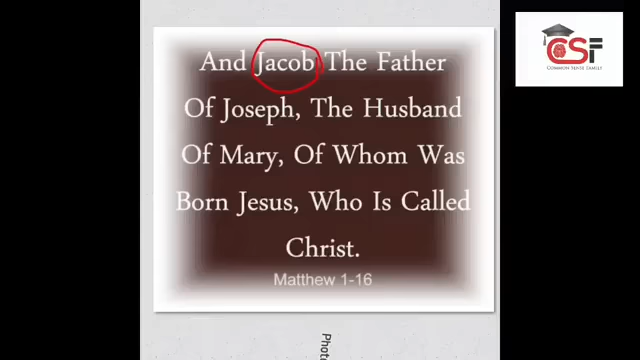 And Jacob The Father
Of Joseph, The Husband
Of Mary, Of Whom Was
Born Jesus, Who Is Called
Christ.
Matthew 1-16
CSF
COMMON SENSE FAMILY
Photo